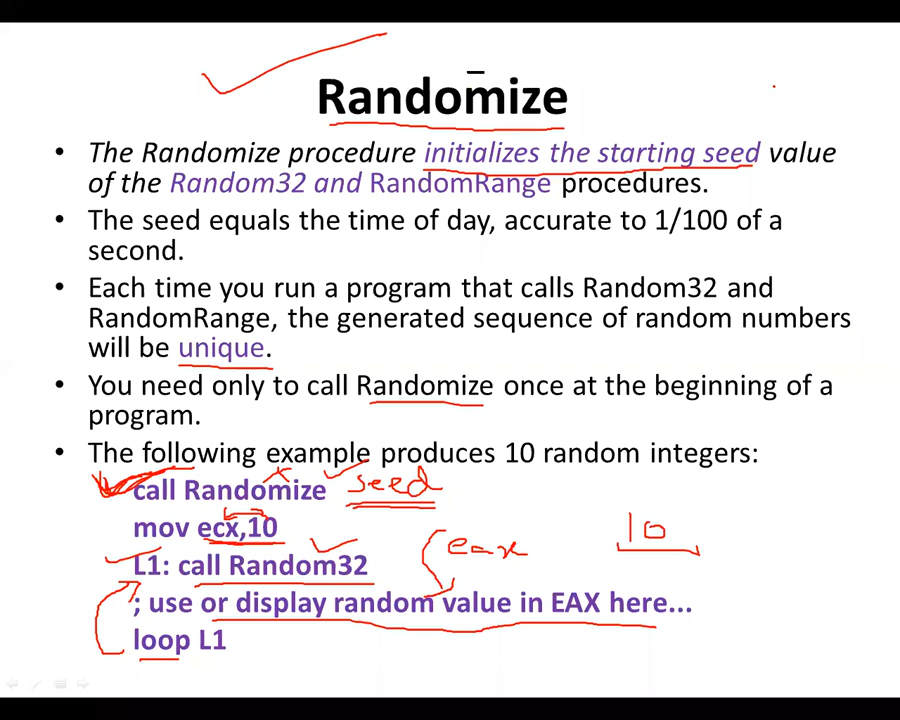 Randomize
• The Randomize procedure initializes the starting seed value
of the Random32 and RandomRange procedures.
• The seed equals the time of day, accurate to 1/100 of a
second.
• Each time you run a program that calls Random32 and
RandomRange, the generated sequence of random numbers
will be unique.
• You need only to call Randomize once at the beginning of a
program.
• The following example produces 10 random integers:
call Randomize seed
mov ecx,10 10
L1: call Random32 eax
; use or display random value in EAX here...
loop L1